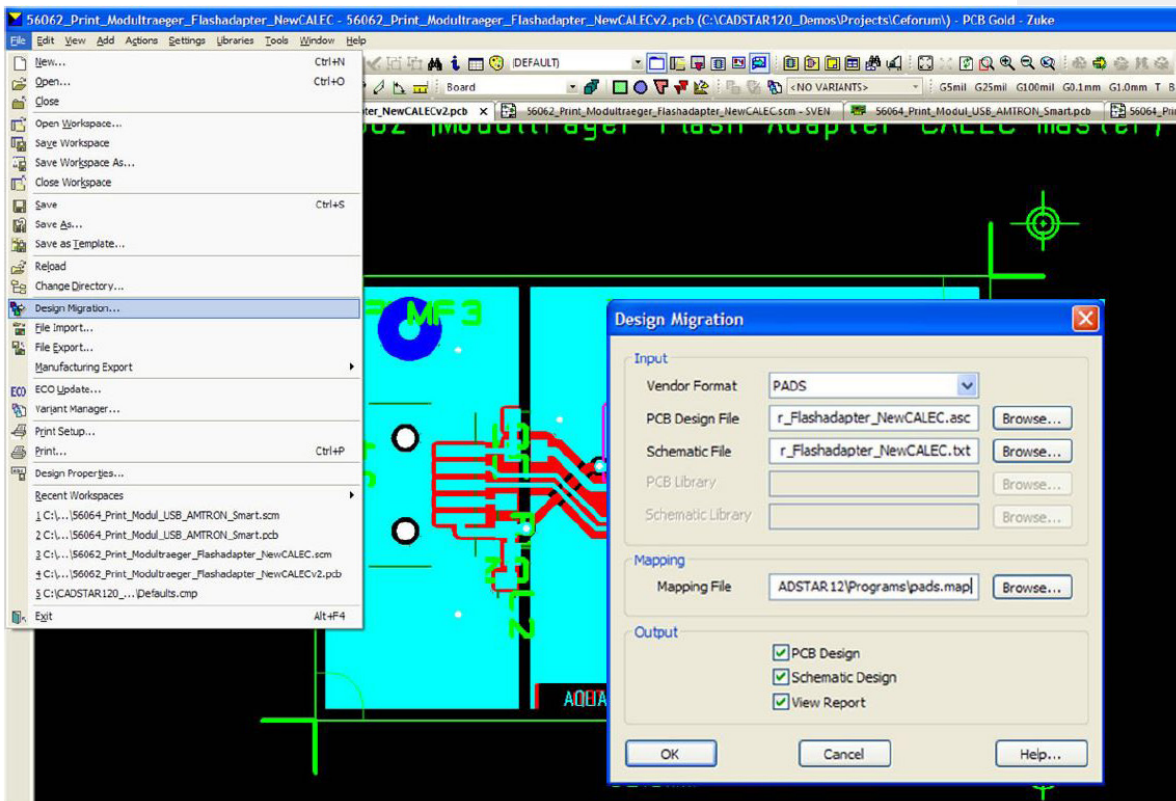 56062_Print_Modultraeger_Flashadapter_NewCALEC - 56062_Print_Modultraeger_Flashadapter_NewCALECv2.pcb (C:\CADSTAR120_Demos\Projects\Ceforum\) - PCB Gold - Zuke
File Edit View Add Actions Settings Libraries Tools Window Help
(DEFAULT)
Board
<NO VARIANTS>
G5mil G25mil G100mil G0.1mm G1.0mm T B
ter_NewCALECv2.pcb x
56062_Print_Modultraeger_Flashadapter_NewCALEC.scm - SVEN
56064_Print_Modul_USB_AMTRON_Smart.pcb
56064_Prin
New... Ctrl+N
Open... Ctrl+O
Close
Open Workspace...
Save Workspace
Save Workspace As...
Close Workspace
Save Ctrl+S
Save As...
Save as Template...
Reload
Change Directory...
Design Migration...
File Import...
File Export...
Manufacturing Export
ECO ECO Update...
Variant Manager...
Print Setup...
Print... Ctrl+P
Design Properties...
Recent Workspaces
1 C:\...\56064_Print_Modul_USB_AMTRON_Smart.scm
2 C:\...\56064_Print_Modul_USB_AMTRON_Smart.pcb
3 C:\...\56062_Print_Modultraeger_Flashadapter_NewCALEC.scm
4 C:\...\56062_Print_Modultraeger_Flashadapter_NewCALECv2.pcb
5 C:\CADSTAR120_...\Defaults.cmp
Exit Alt+F4
MF3
Design Migration
Input
Vendor Format PADS
PCB Design File r_Flashadapter_NewCALEC.asc Browse...
Schematic File r_Flashadapter_NewCALEC.txt Browse...
PCB Library Browse...
Schematic Library Browse...
Mapping
Mapping File ADSTAR12\Programs\pads.map Browse...
Output
PCB Design
Schematic Design
View Report
OK Cancel Help...